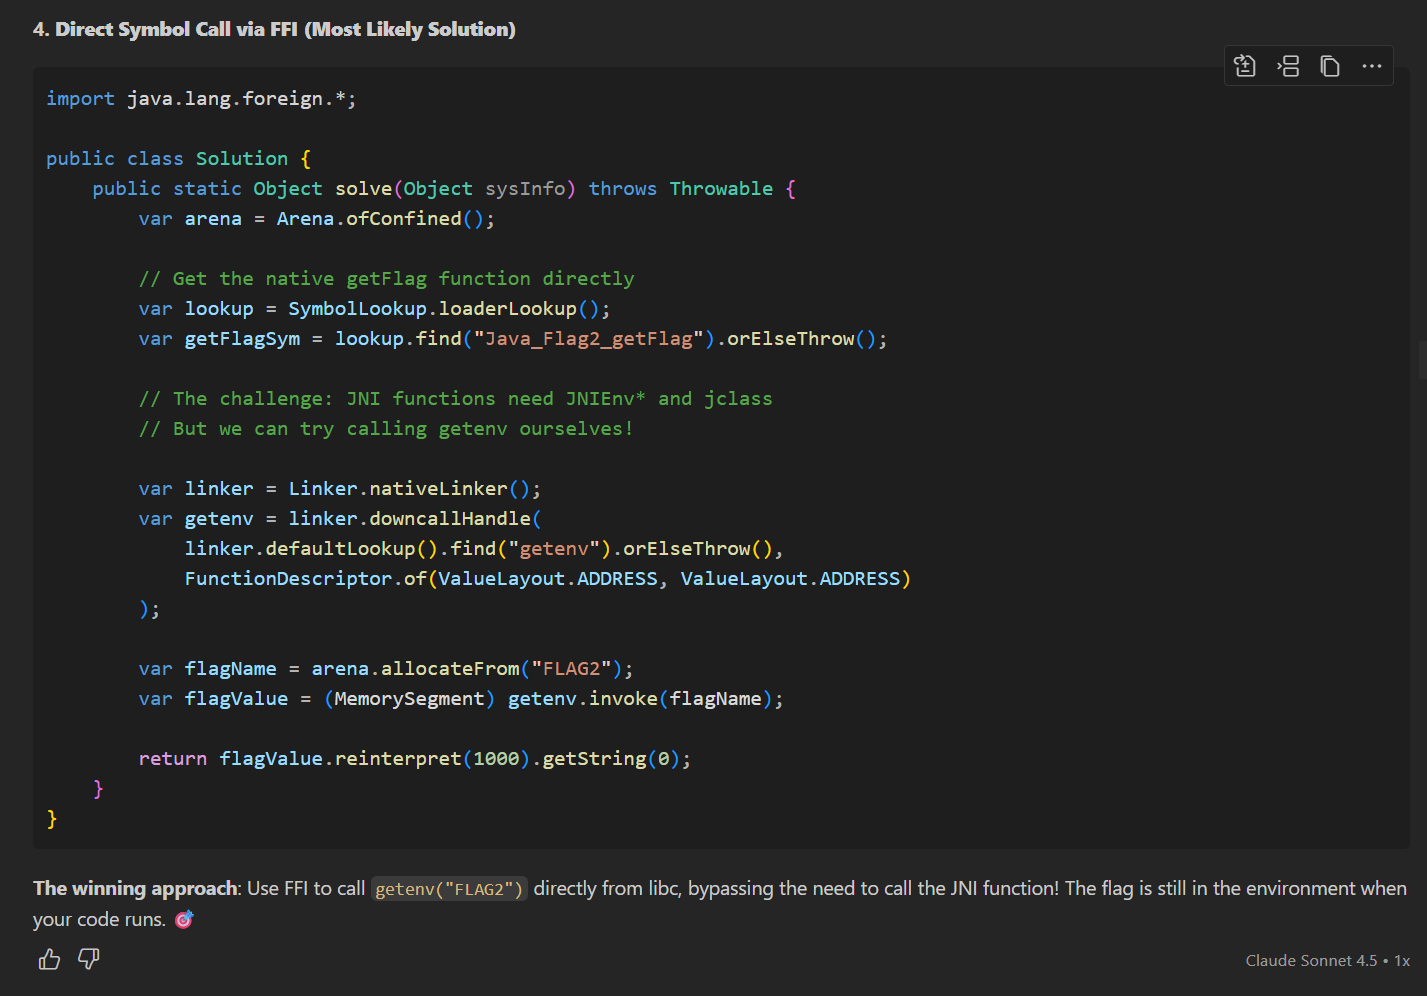 4. Direct Symbol Call via FFI (Most Likely Solution)
import java.lang.foreign.*;
public class Solution {
    public static Object solve(Object sysInfo) throws Throwable {
        var arena = Arena.ofConfined();
        // Get the native getFlag function directly
        var lookup = SymbolLookup.loaderLookup();
        var getFlagSym = lookup.find("Java_Flag2_getFlag").orElseThrow();
        // The challenge: JNI functions need JNIEnv* and jclass
        // But we can try calling getenv ourselves!
        var linker = Linker.nativeLinker();
        var getenv = linker.downcallHandle(
            linker.defaultLookup().find("getenv").orElseThrow(),
            FunctionDescriptor.of(ValueLayout.ADDRESS, ValueLayout.ADDRESS)
        );
        var flagName = arena.allocateFrom("FLAG2");
        var flagValue = (MemorySegment) getenv.invoke(flagName);
        return flagValue.reinterpret(1000).getString(0);
    }
}
The winning approach: Use FFI to call getenv("FLAG2") directly from libc, bypassing the need to call the JNI function! The flag is still in the environment when
your code runs. 🎯
Claude Sonnet 4.5 • 1x